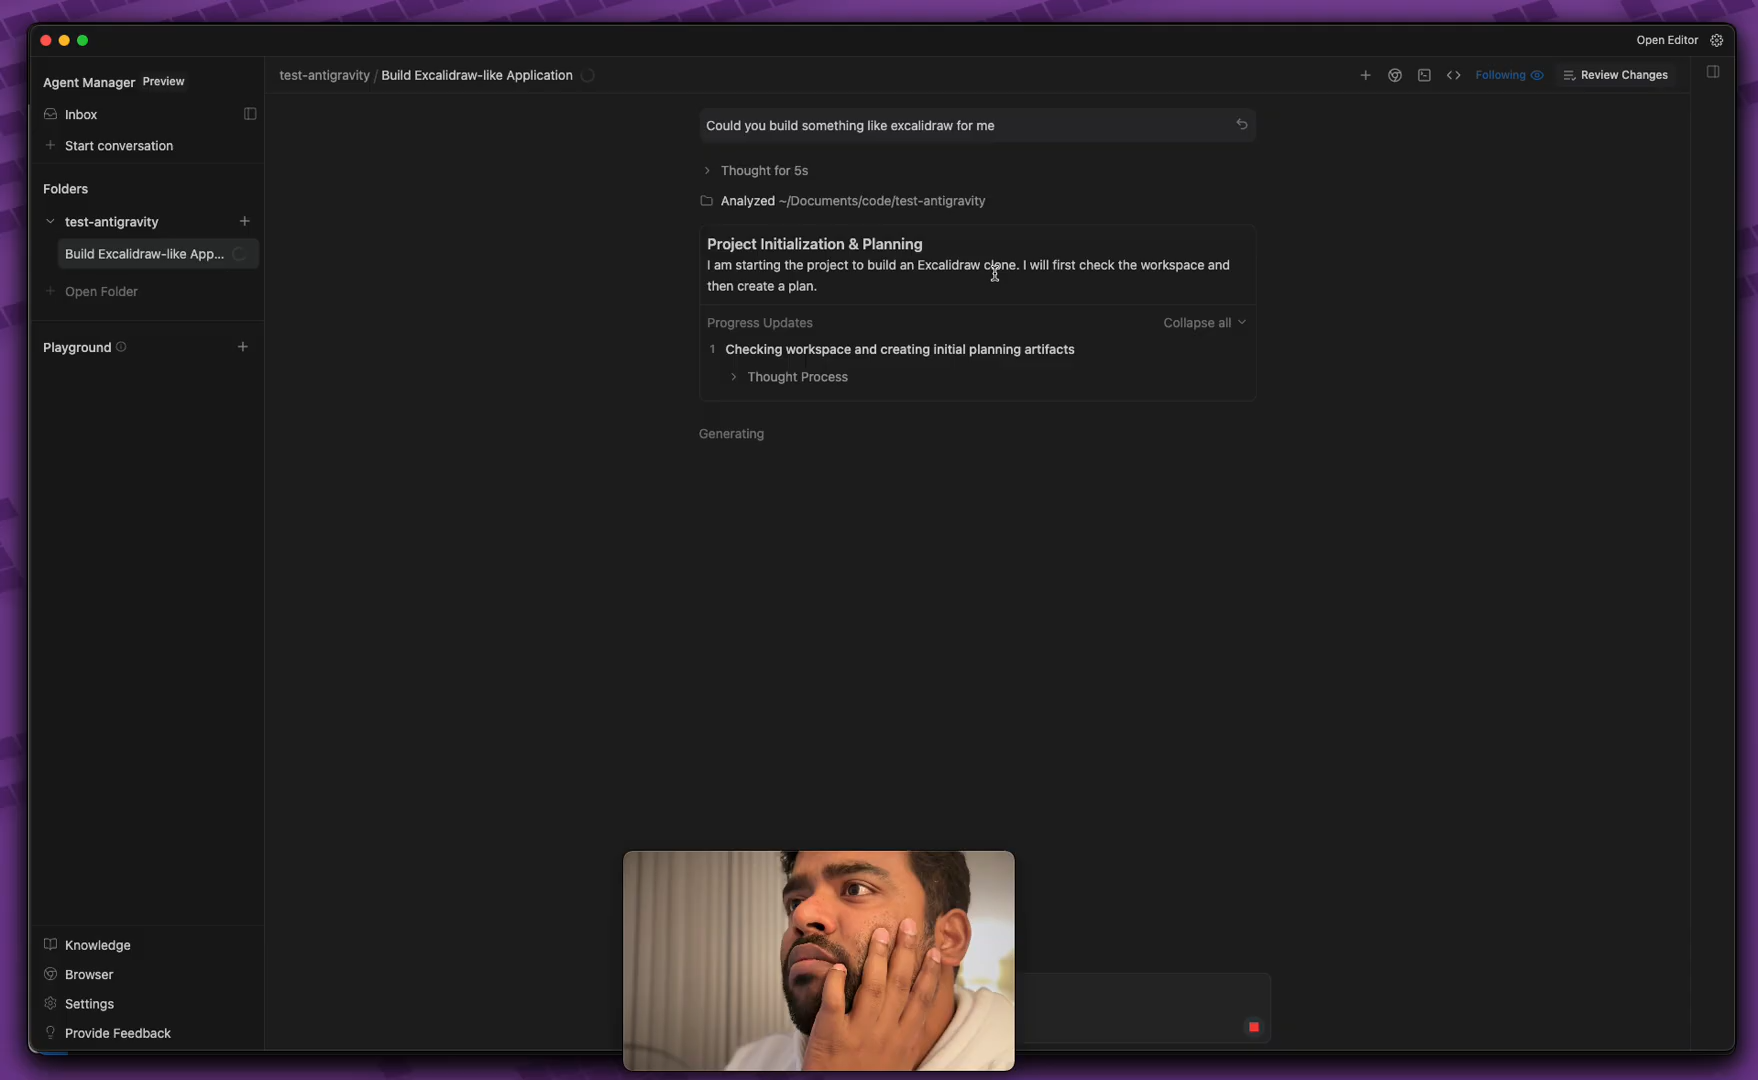 Open Editor
Agent Manager Preview
test-antigravity / Build Excalidraw-like Application
Following
Review Changes
Inbox
Start conversation
Folders
test-antigravity
Build Excalidraw-like App...
Open Folder
Playground
Could you build something like excalidraw for me
Thought for 5s
Analyzed ~/Documents/code/test-antigravity
Project Initialization & Planning
I am starting the project to build an Excalidraw clone. I will first check the workspace and
then create a plan.
Progress Updates
Collapse all
1 Checking workspace and creating initial planning artifacts
Thought Process
Generating
Knowledge
Browser
Settings
Provide Feedback